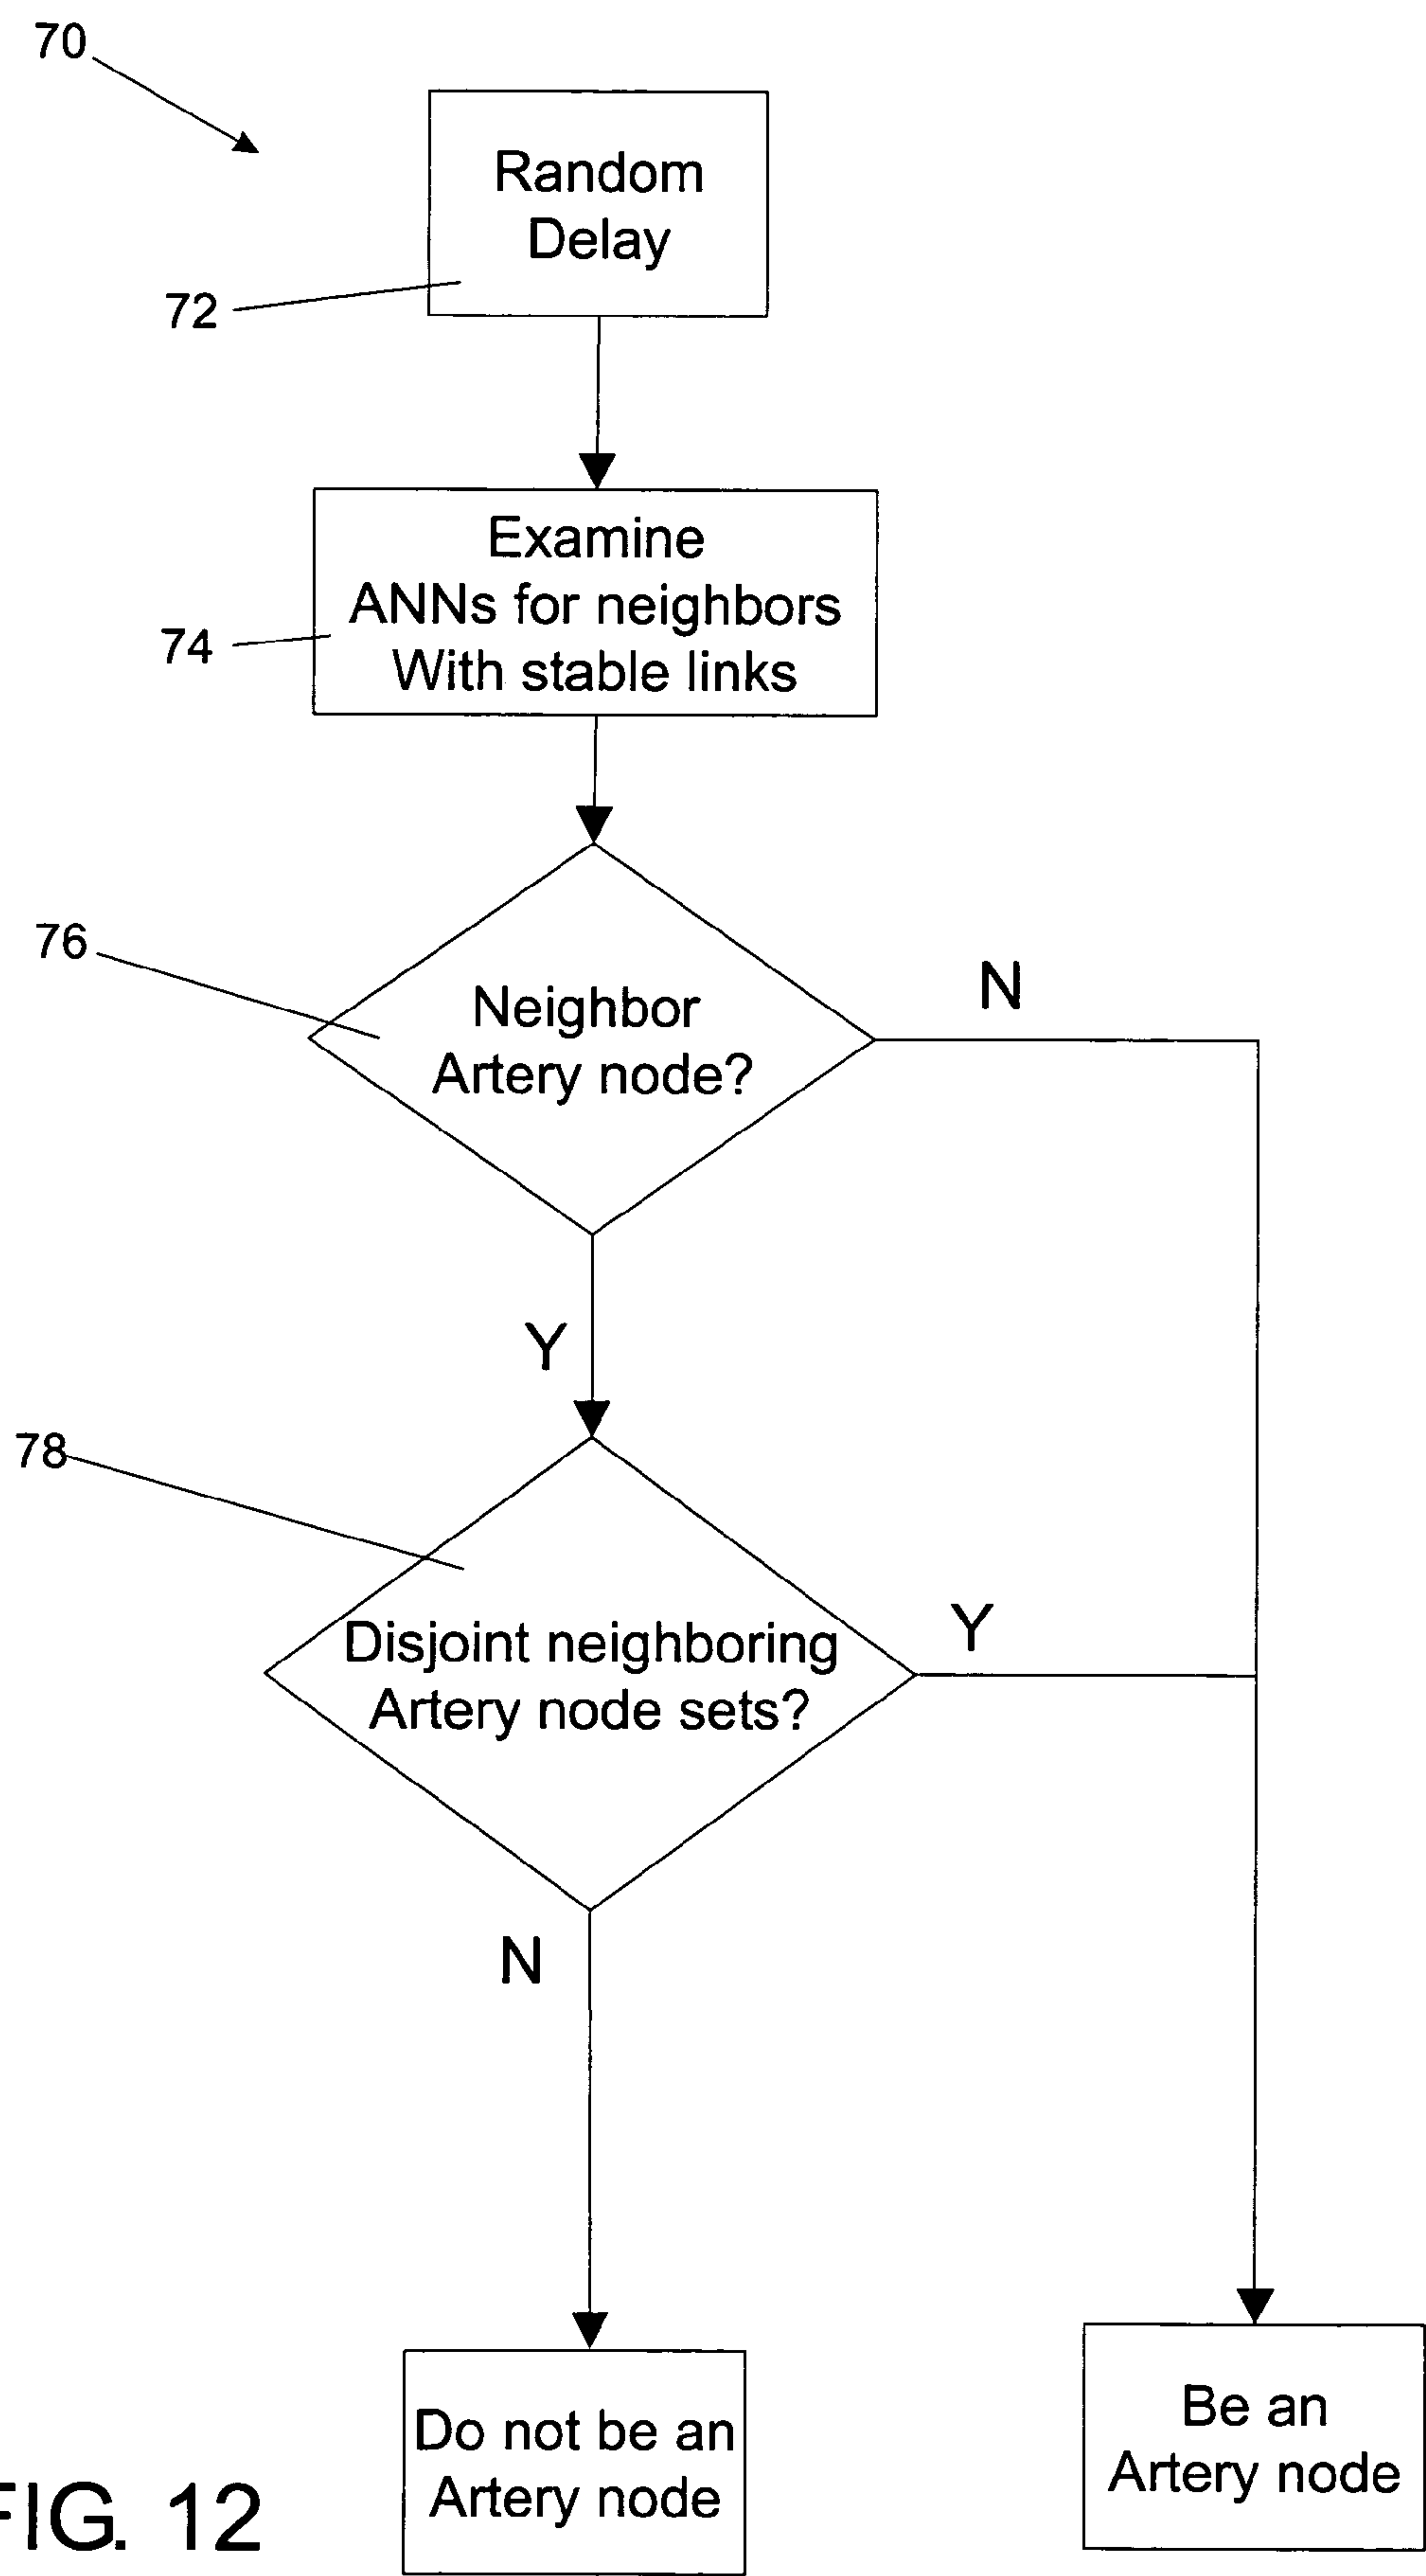 70
Random
Delay
72
Examine
ANNs for neighbors
With stable links
74
76
Neighbor
Artery node?
N
Y
78
Disjoint neighboring
Artery node sets?
Y
N
Do not be an
Artery node
Be an
Artery node
FIG. 12